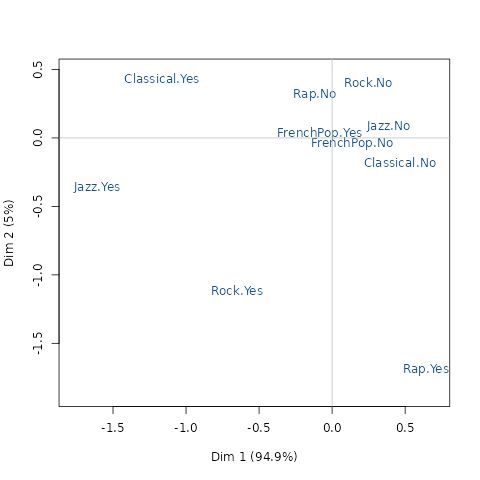 Classical.Yes
Rock.No
Rap.No
Jazz.No
FrenchPop.Yes
FrenchPop.No
Classical.No
Jazz.Yes
Rock.Yes
Rap.Yes
0.5
0.0
-0.5
-1.0
-1.5
Dim 2 (5%)
-1.5 -1.0 -0.5 0.0 0.5
Dim 1 (94.9%)